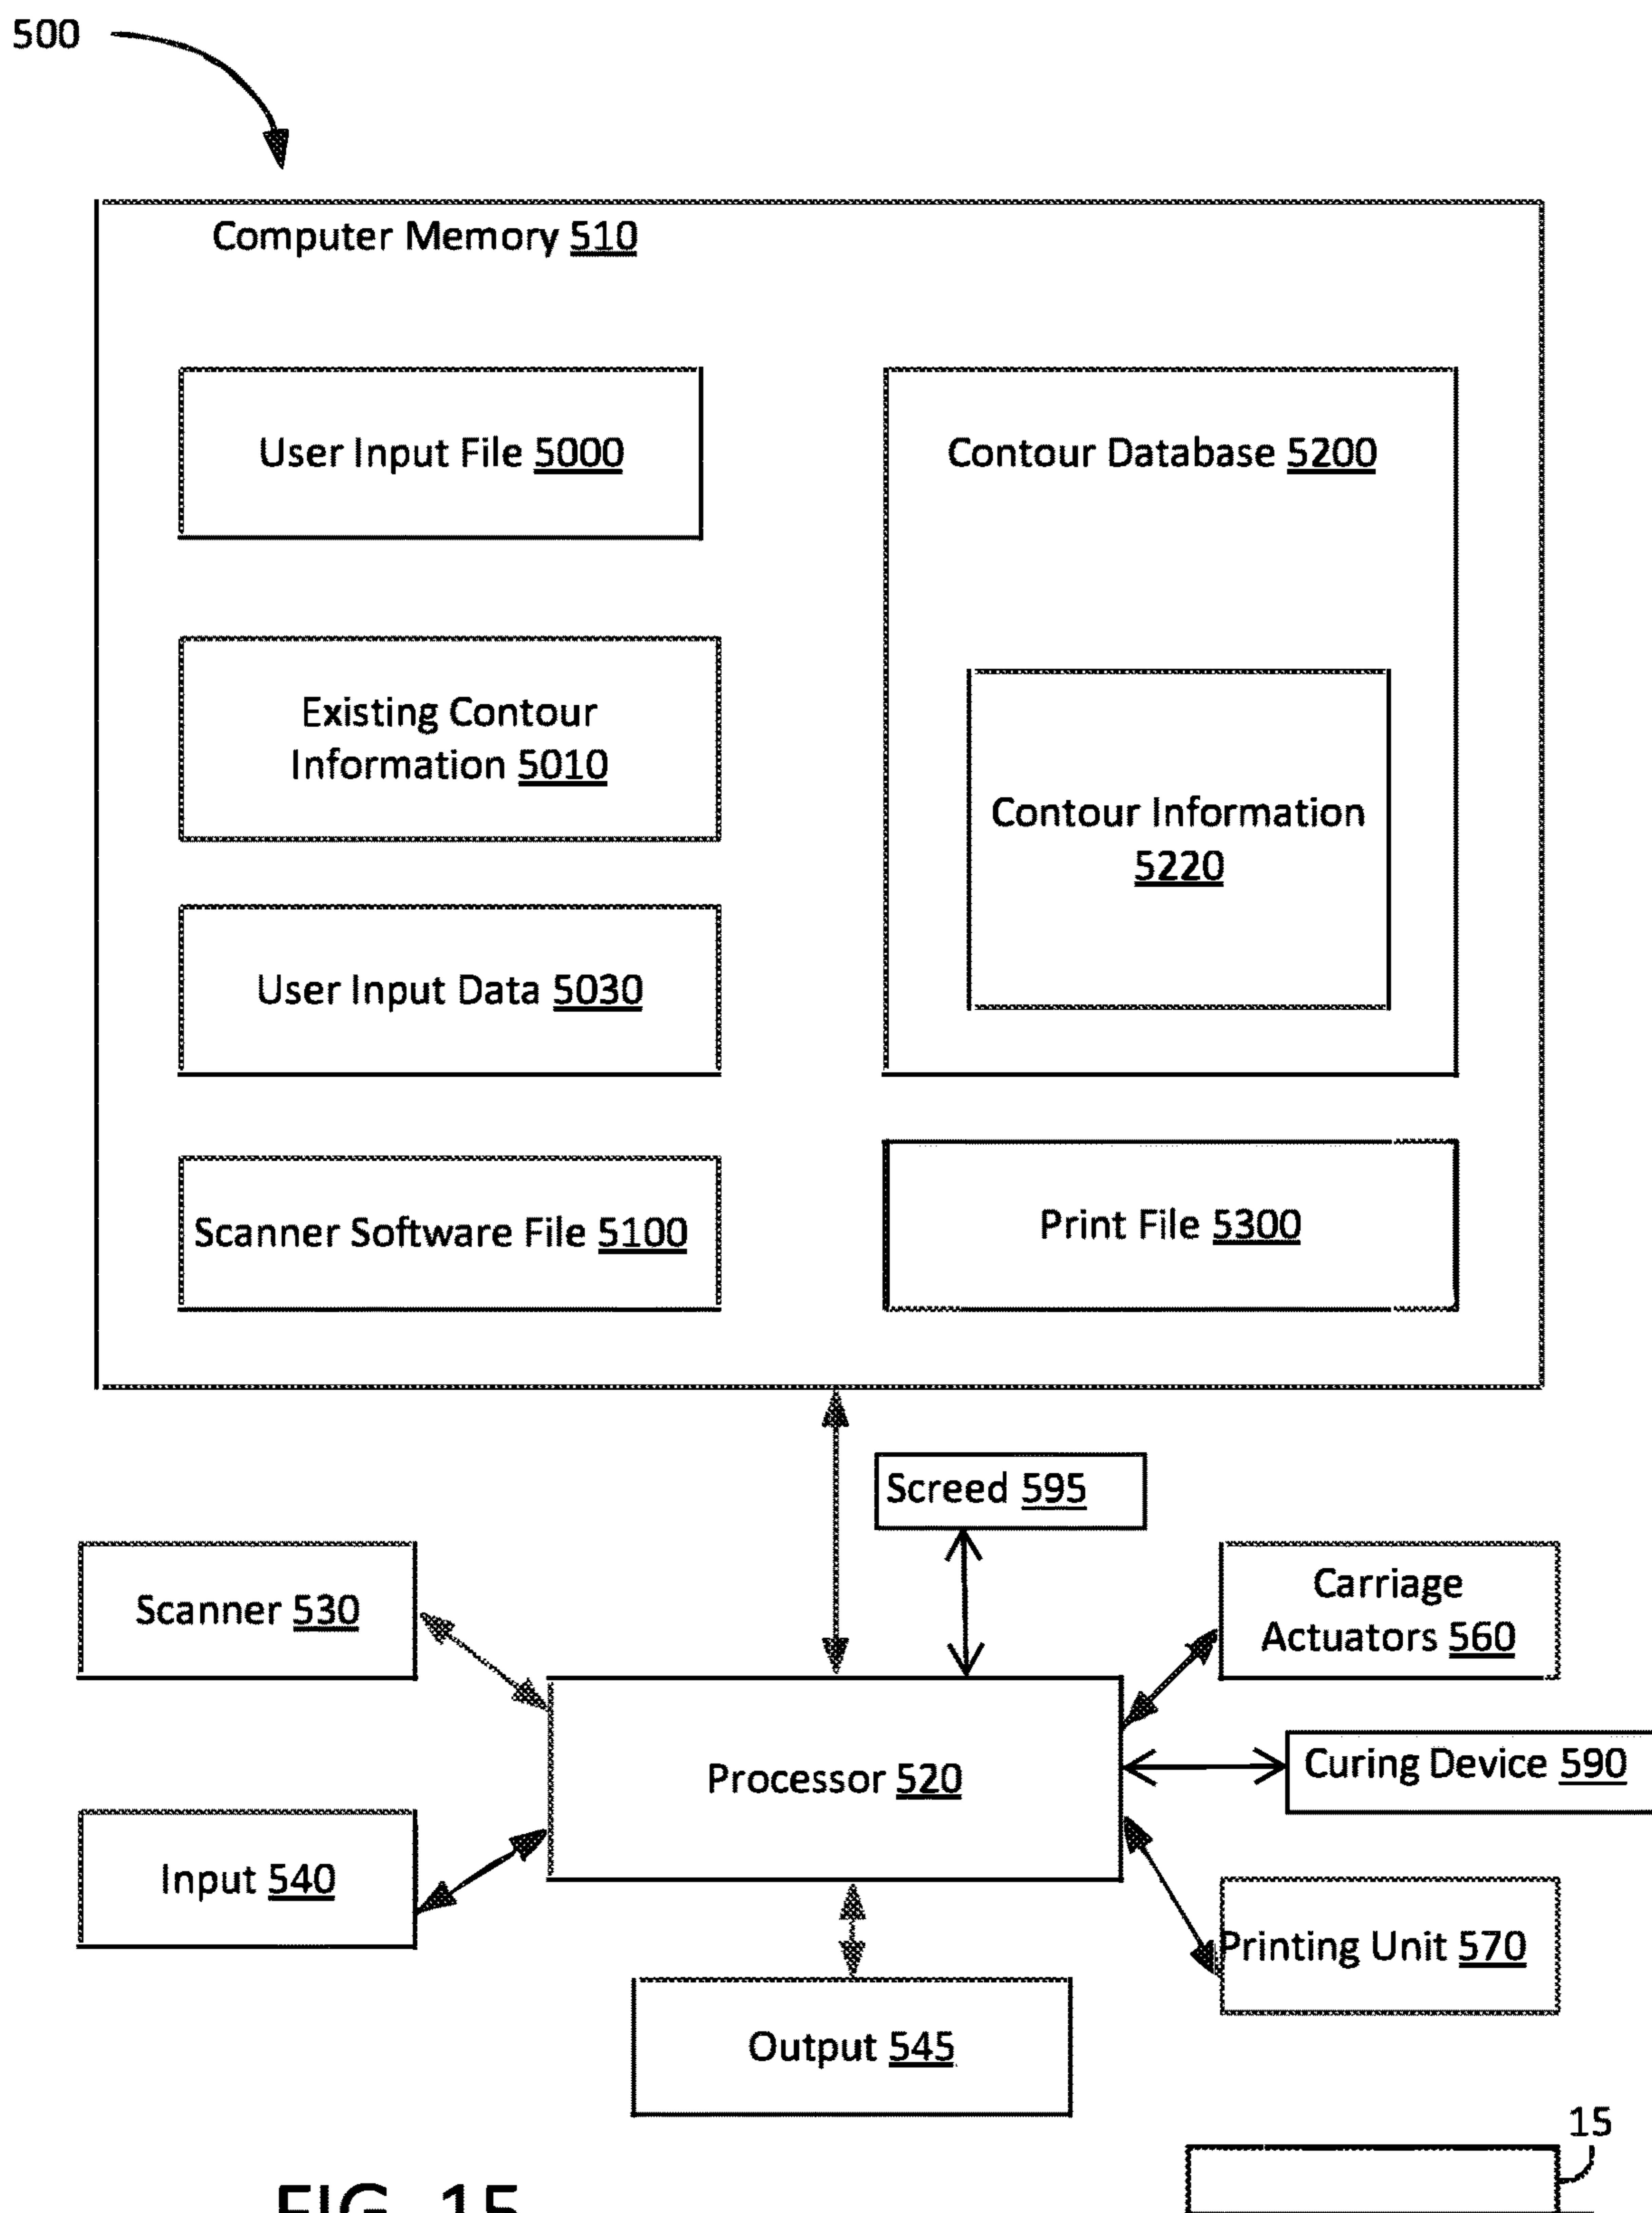 500
Computer Memory 510
User Input File 5000
Contour Database 5200
Existing Contour
Information 5010
Contour Information
5220
User Input Data 5030
Scanner Software File 5100
Print File 5300
Screed 595
Scanner 530
Carriage
Actuators 560
Processor 520
Curing Device 590
Input 540
Printing Unit 570
Output 545
15
FIG. 15